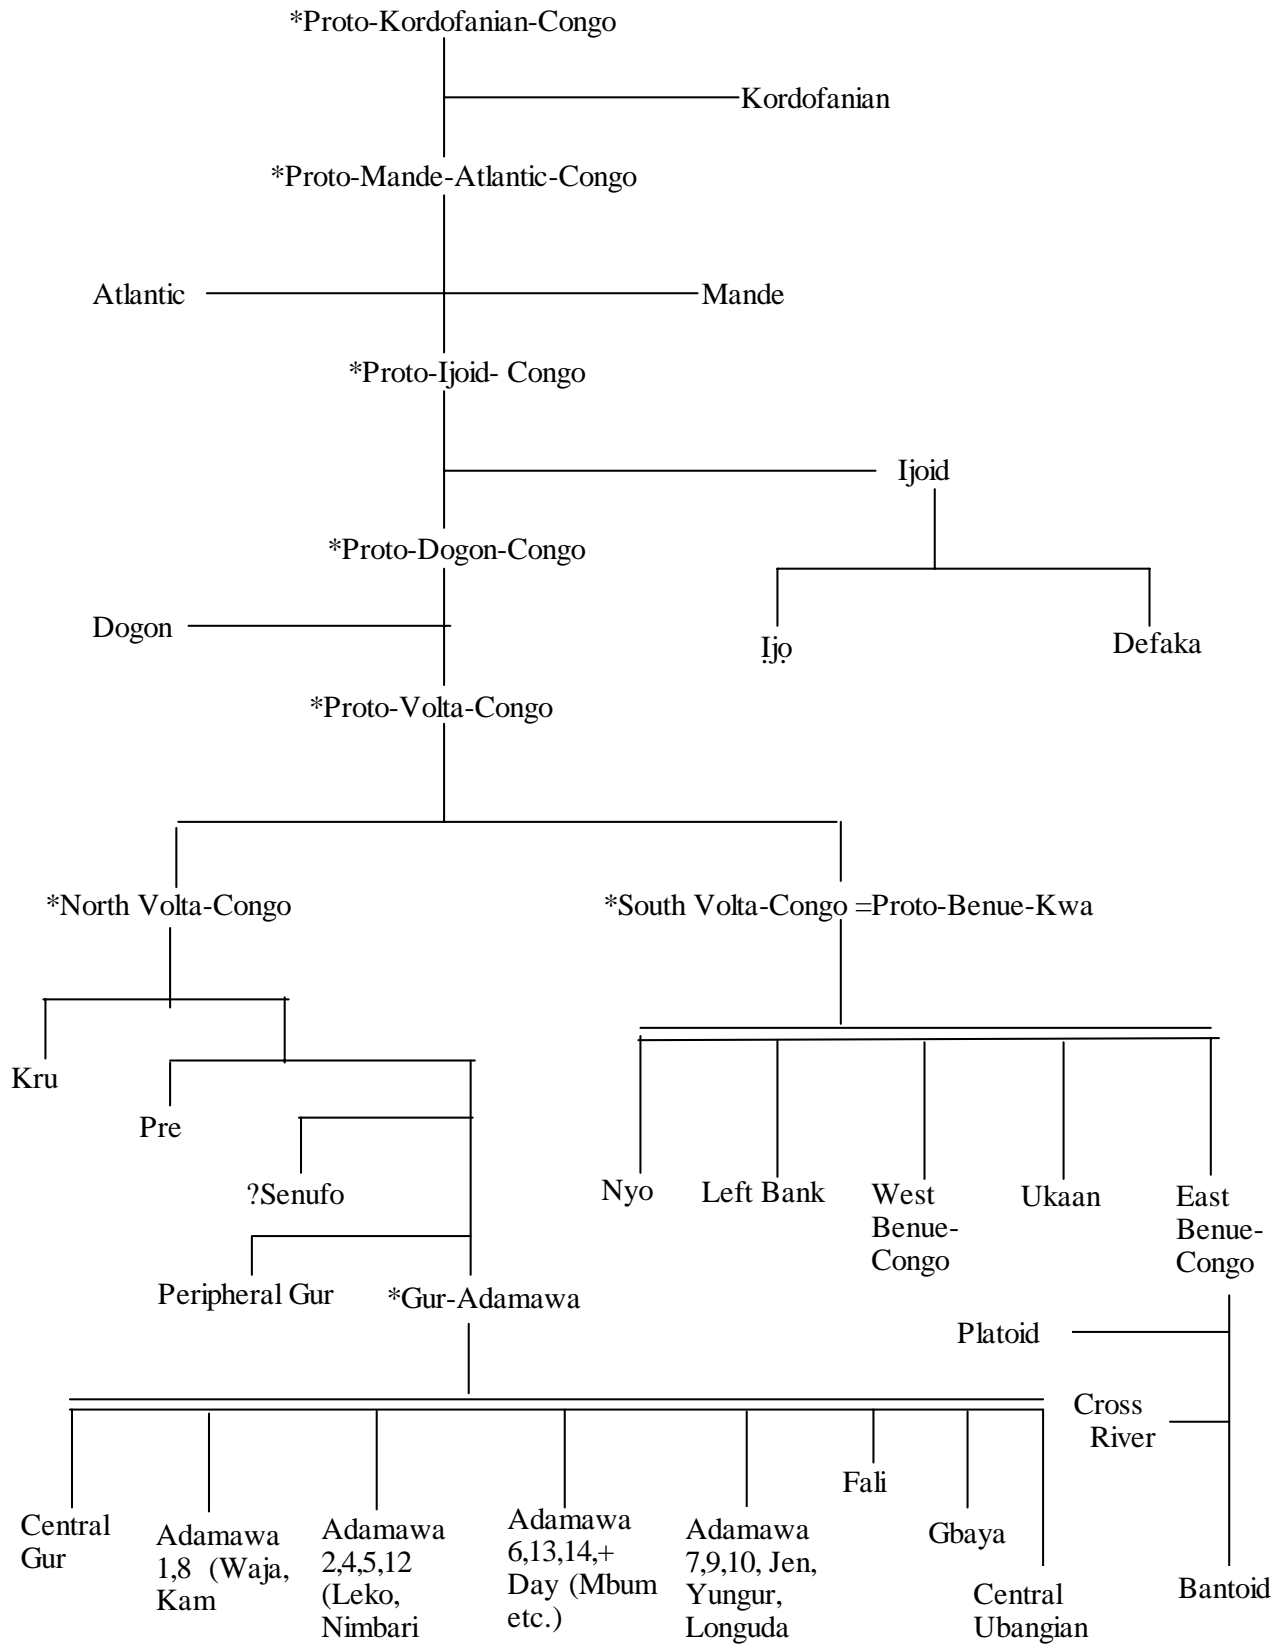 *Proto-Kordofanian-Congo
Kordofanian
*Proto-Mande-Atlantic-Congo
Atlantic
Mande
*Proto-Ijoid- Congo
Ijoid
*Proto-Dogon-Congo
Dogon
Ịjọ
Defaka
*Proto-Volta-Congo
*North Volta-Congo
*South Volta-Congo =Proto-Benue-Kwa
Kru
Pre
?Senufo
Nyo
Left Bank
West
Benue-
Congo
Ukaan
East
Benue-
Congo
Peripheral Gur
*Gur-Adamawa
Platoid
Cross
River
Bantoid
Central
Gur
Adamawa
1,8 (Waja,
Kam
Adamawa
2,4,5,12
(Leko,
Nimbari
Adamawa
6,13,14,+
Day (Mbum
etc.)
Adamawa
7,9,10, Jen,
Yungur,
Longuda
Fali
Gbaya
Central
Ubangian